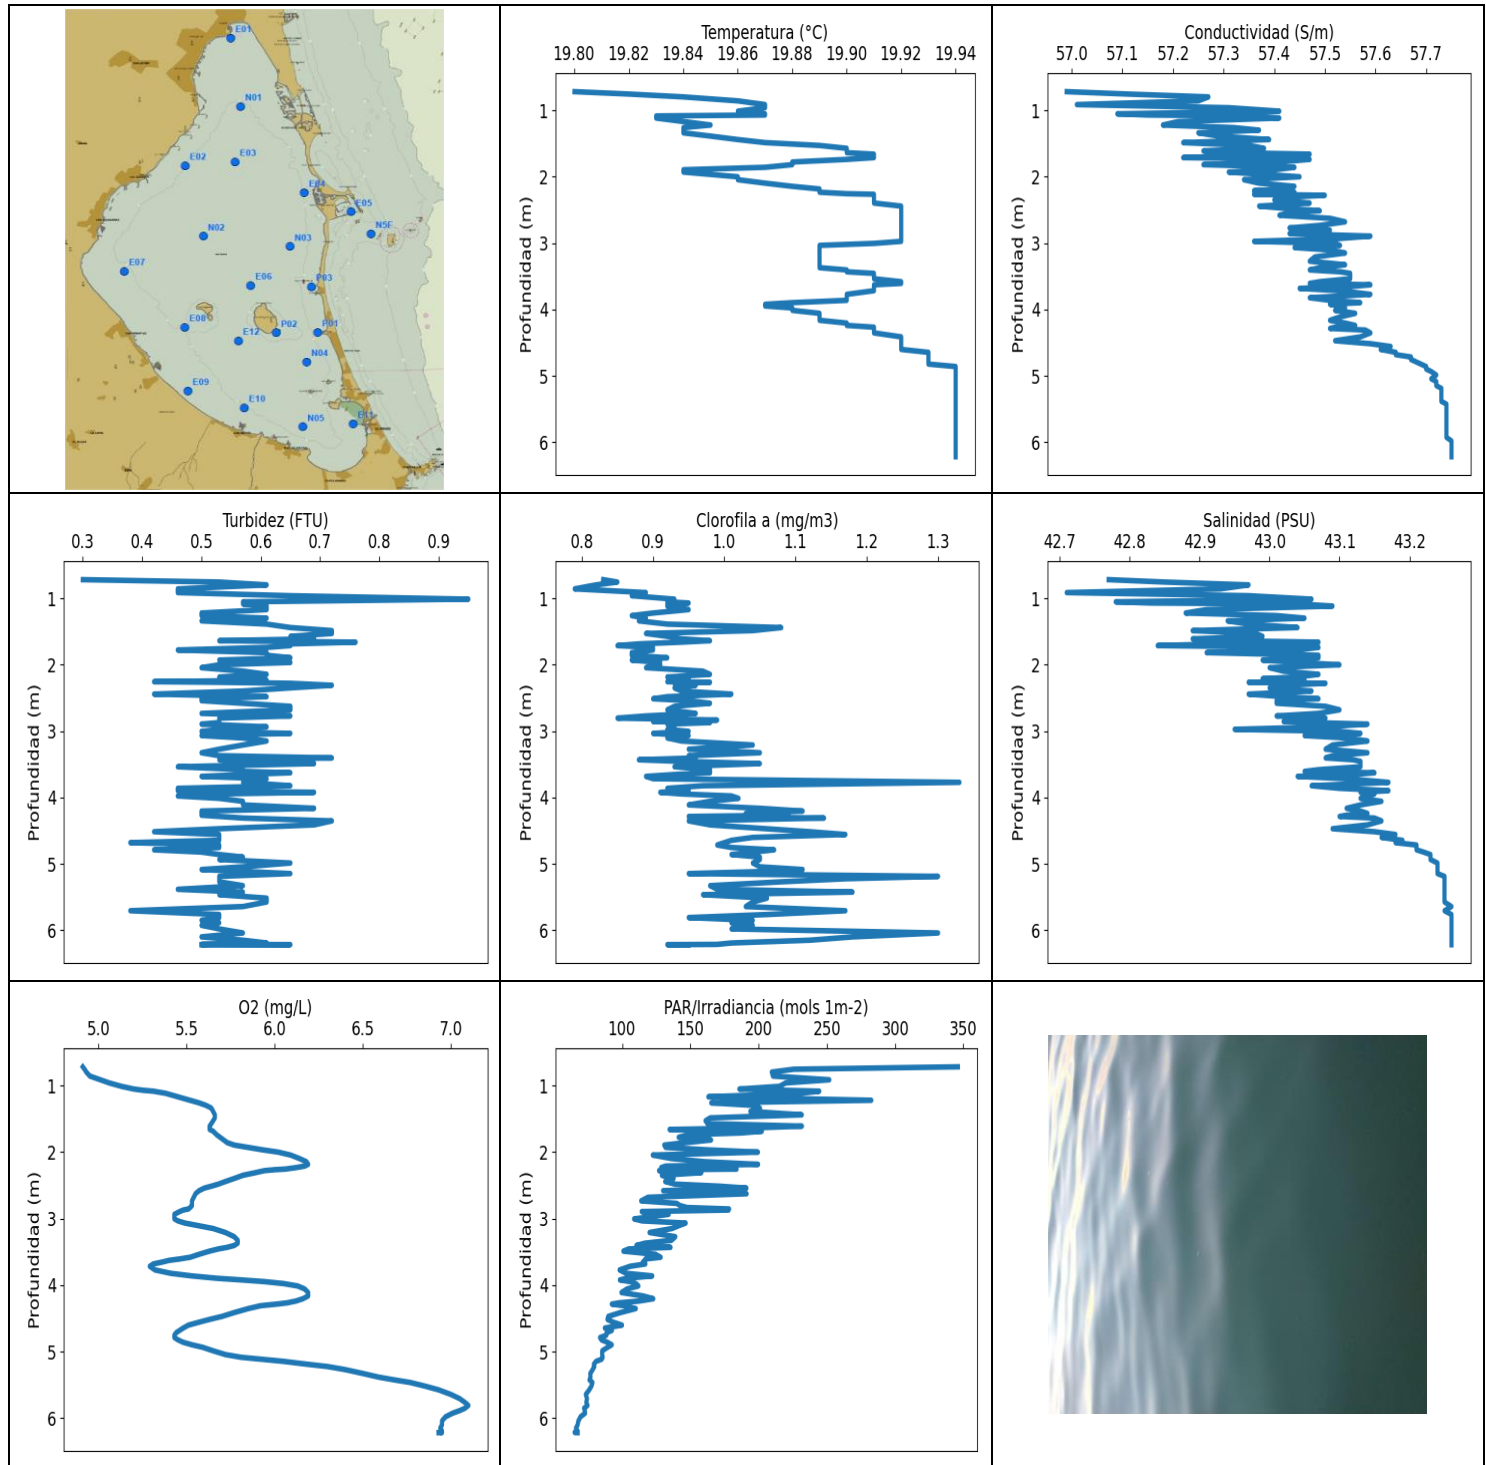 E01
N01
E02
E03
E04
E05
N5F
N02
N03
E07
E06
P03
E08
E12
P02
P01
N04
E09
E10
N05
E11
Temperatura (°C)
19.80 19.82 19.84 19.86 19.88 19.90 19.92 19.94
Profundidad (m)
1
2
3
4
5
6
Conductividad (S/m)
57.0 57.1 57.2 57.3 57.4 57.5 57.6 57.7
Profundidad (m)
1
2
3
4
5
6
Turbidez (FTU)
0.3 0.4 0.5 0.6 0.7 0.8 0.9
Profundidad (m)
1
2
3
4
5
6
Clorofila a (mg/m3)
0.8 0.9 1.0 1.1 1.2 1.3
Profundidad (m)
1
2
3
4
5
6
Salinidad (PSU)
42.7 42.8 42.9 43.0 43.1 43.2
Profundidad (m)
1
2
3
4
5
6
O2 (mg/L)
5.0 5.5 6.0 6.5 7.0
Profundidad (m)
1
2
3
4
5
6
PAR/Irradiancia (mols 1m-2)
100 150 200 250 300 350
Profundidad (m)
1
2
3
4
5
6